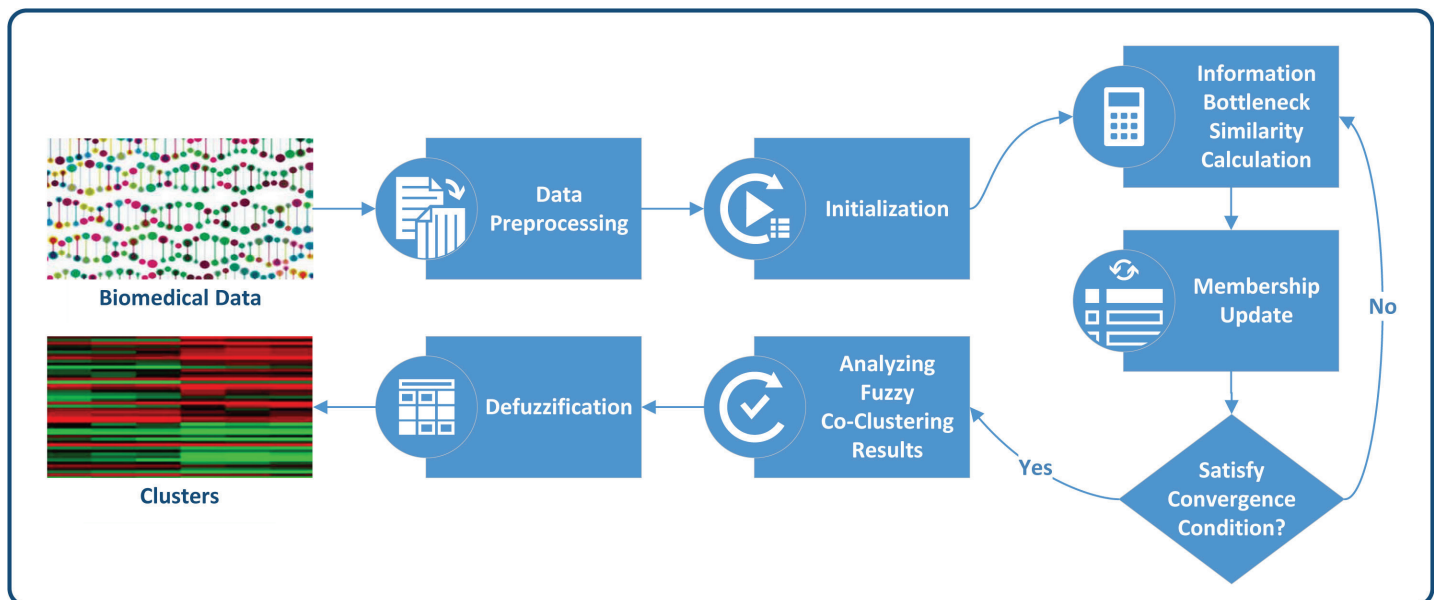 Biomedical Data
Data
Preprocessing
Initialization
Information
Bottleneck
Similarity
Calculation
Membership
Update
Satisfy
Convergence
Condition?
No
Yes
Analyzing
Fuzzy
Co-Clustering
Results
Defuzzification
Clusters